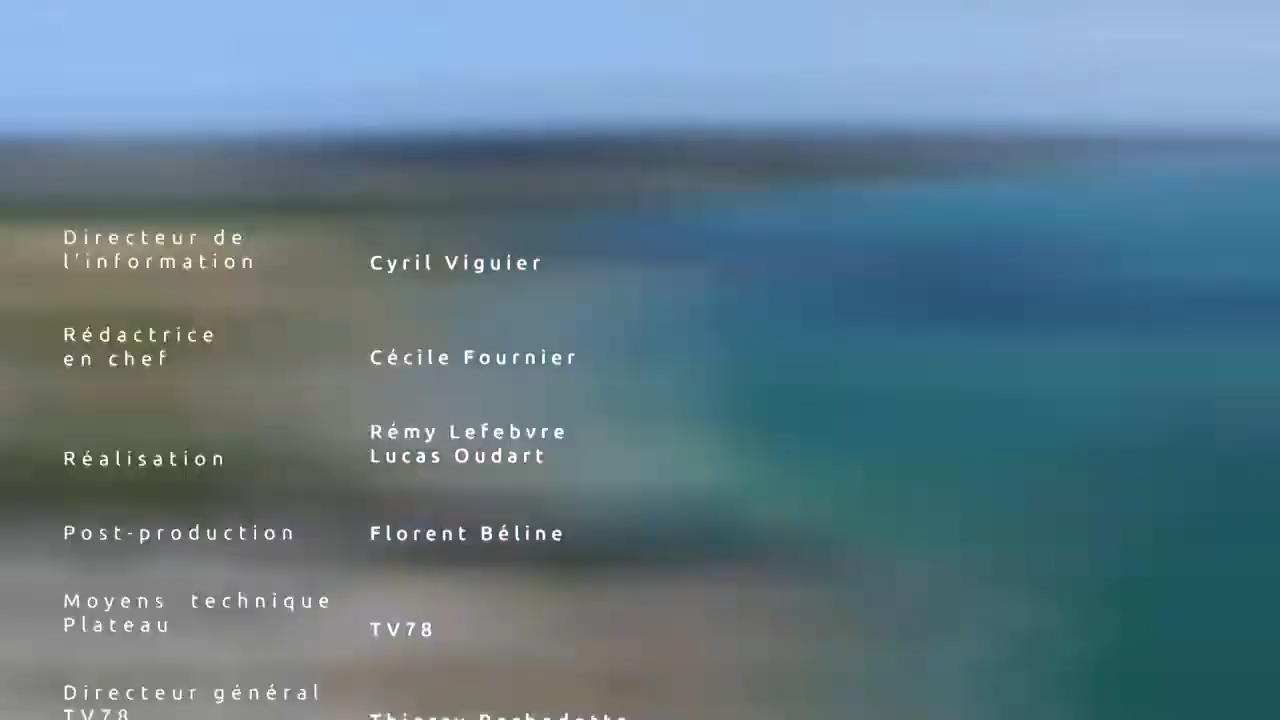 Directeur de
l'information
Cyril Viguier
Rédactrice
en chef
Cécile Fournier
Réalisation
Rémy Lefebvre
Lucas Oudart
Post-production
Florent Béline
Moyens technique
Plateau
TV78
Directeur général
TV78